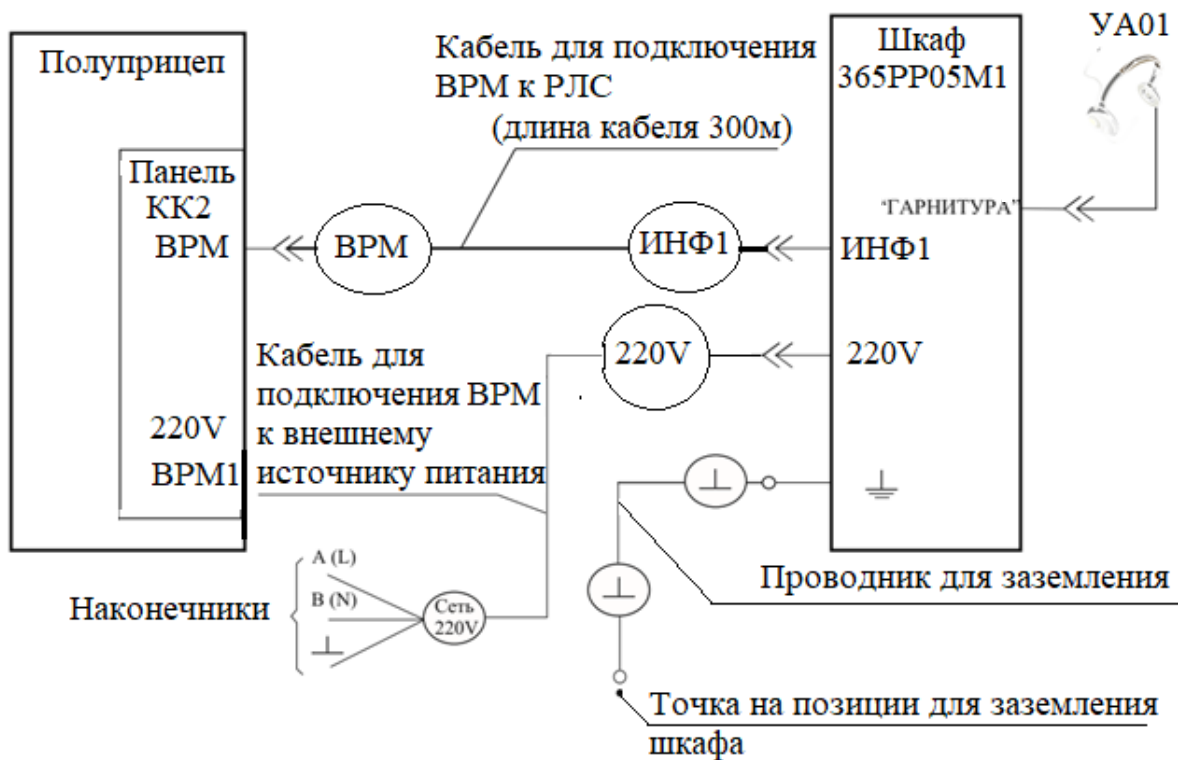 Полуприцеп
Кабель для подключения
ВРМ к РЛС
(длина кабеля 300м)
Шкаф
365РР05М1
УА01
Панель
КК2
ВРМ
ВРМ
ИНФ1
"ГАРНИТУРА"
ИНФ1
220V
220V
Кабель для
подключения ВРМ
к внешнему
источнику питания
220V
ВРМ1
Наконечники
А (L)
В (N)
Сеть
220V
Проводник для заземления
Точка на позиции для заземления
шкафа